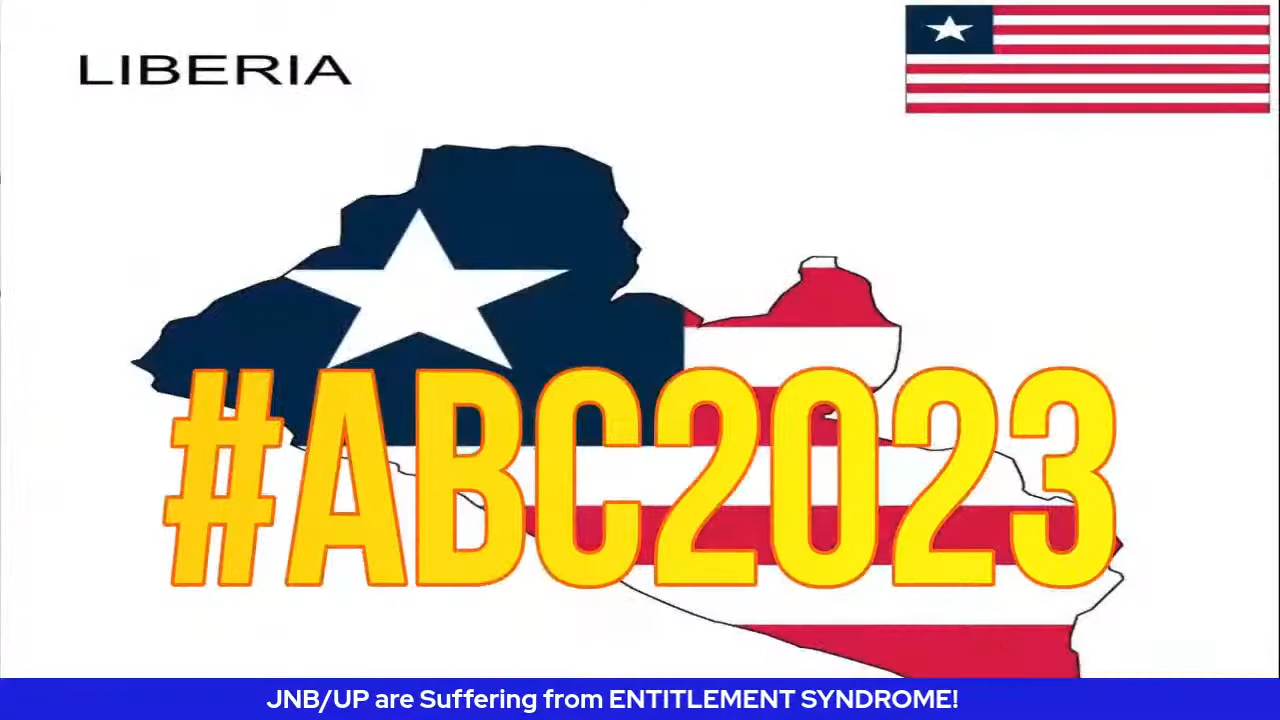 LIBERIA
#ABC2023
JNB/UP are Suffering from ENTITLEMENT SYNDROME!